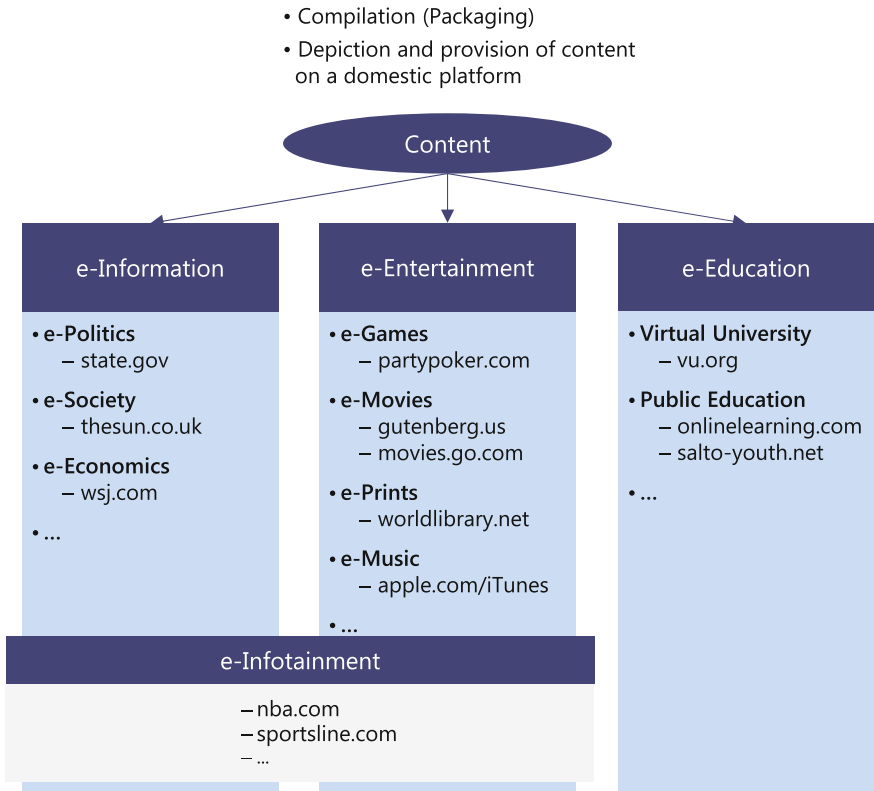 • Compilation (Packaging)
• Depiction and provision of content
on a domestic platform
Content
e-Information
• e-Politics
– state.gov
• e-Society
– thesun.co.uk
• e-Economics
– wsj.com
• ...
e-Entertainment
• e-Games
– partypoker.com
• e-Movies
– gutenberg.us
– movies.go.com
• e-Prints
– worldlibrary.net
• e-Music
– apple.com/iTunes
• ...
e-Education
• Virtual University
– vu.org
• Public Education
– onlinelearning.com
– salto-youth.net
• ...
e-Infotainment
– nba.com
– sportsline.com
– ...